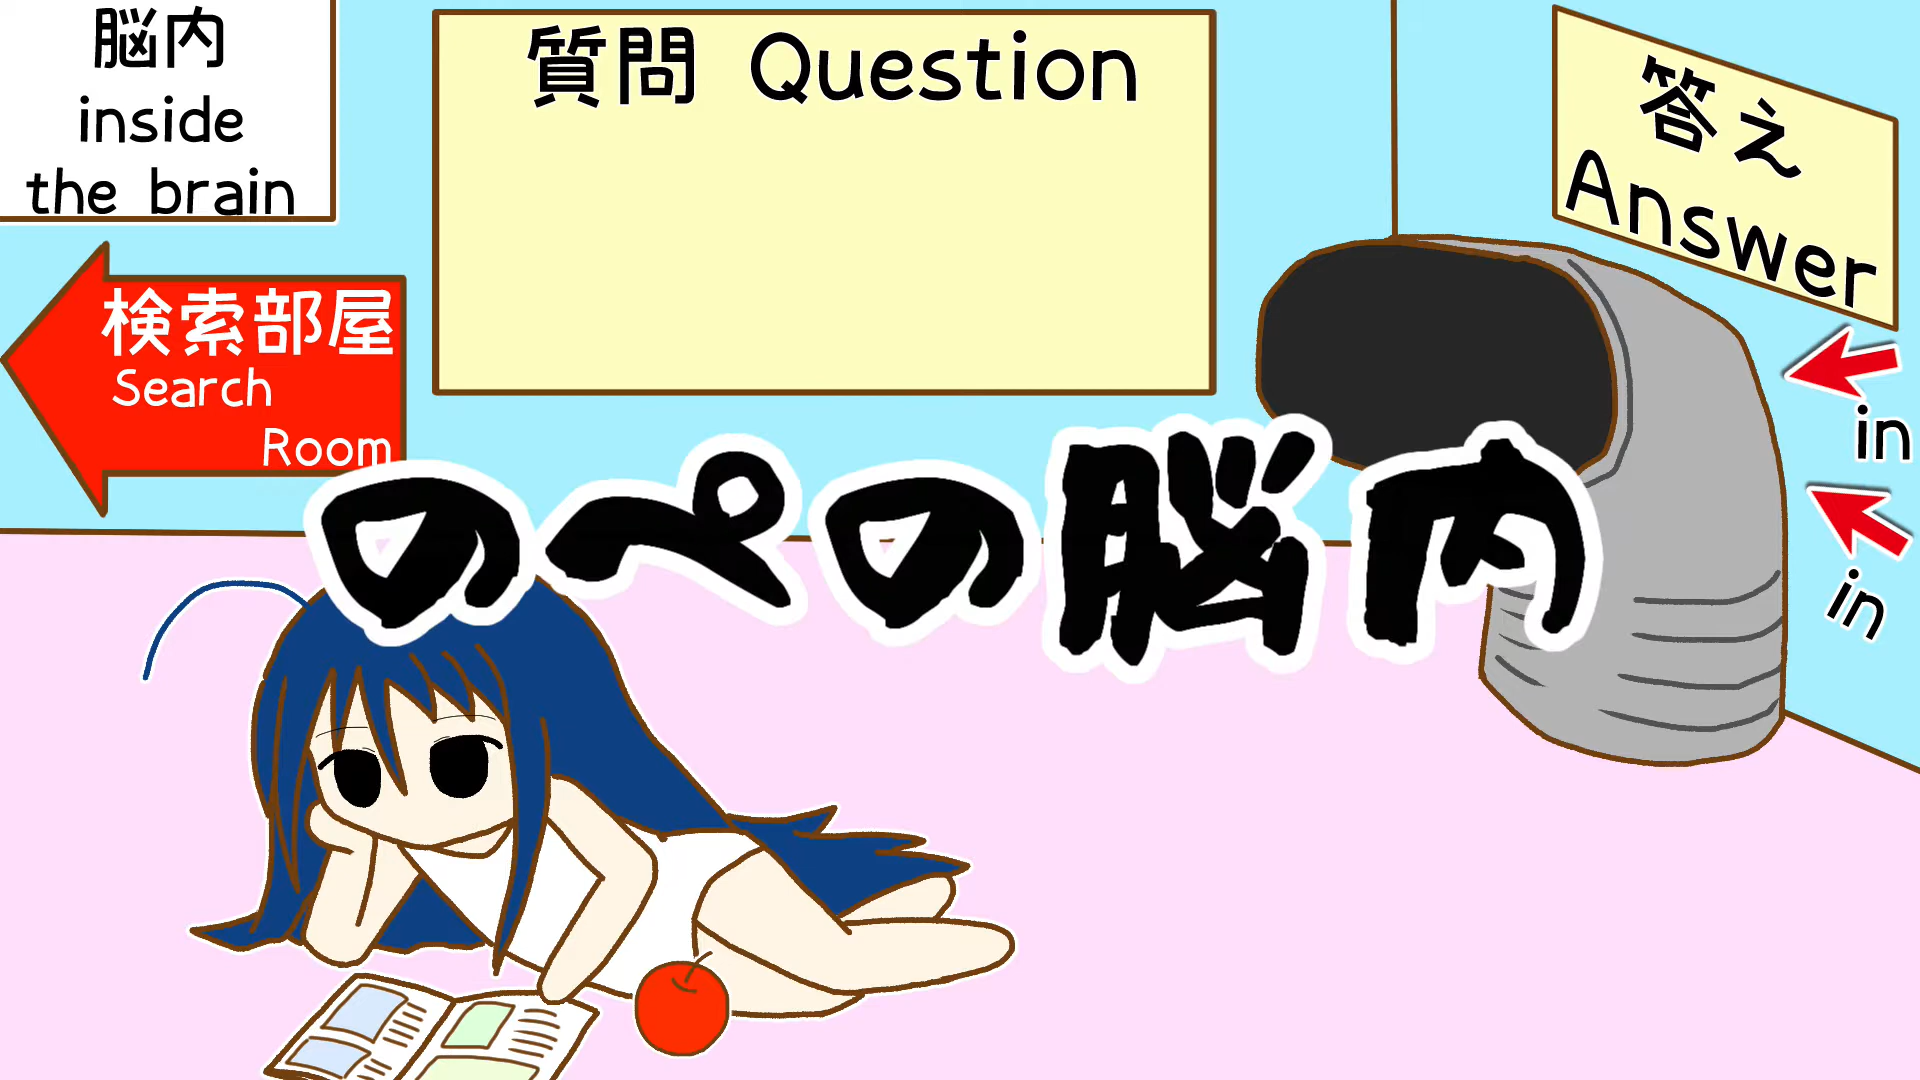 脳内
inside
the brain
質問 Question
答え
Answer
検索部屋
Search
Room
in
in
のぺの脳内